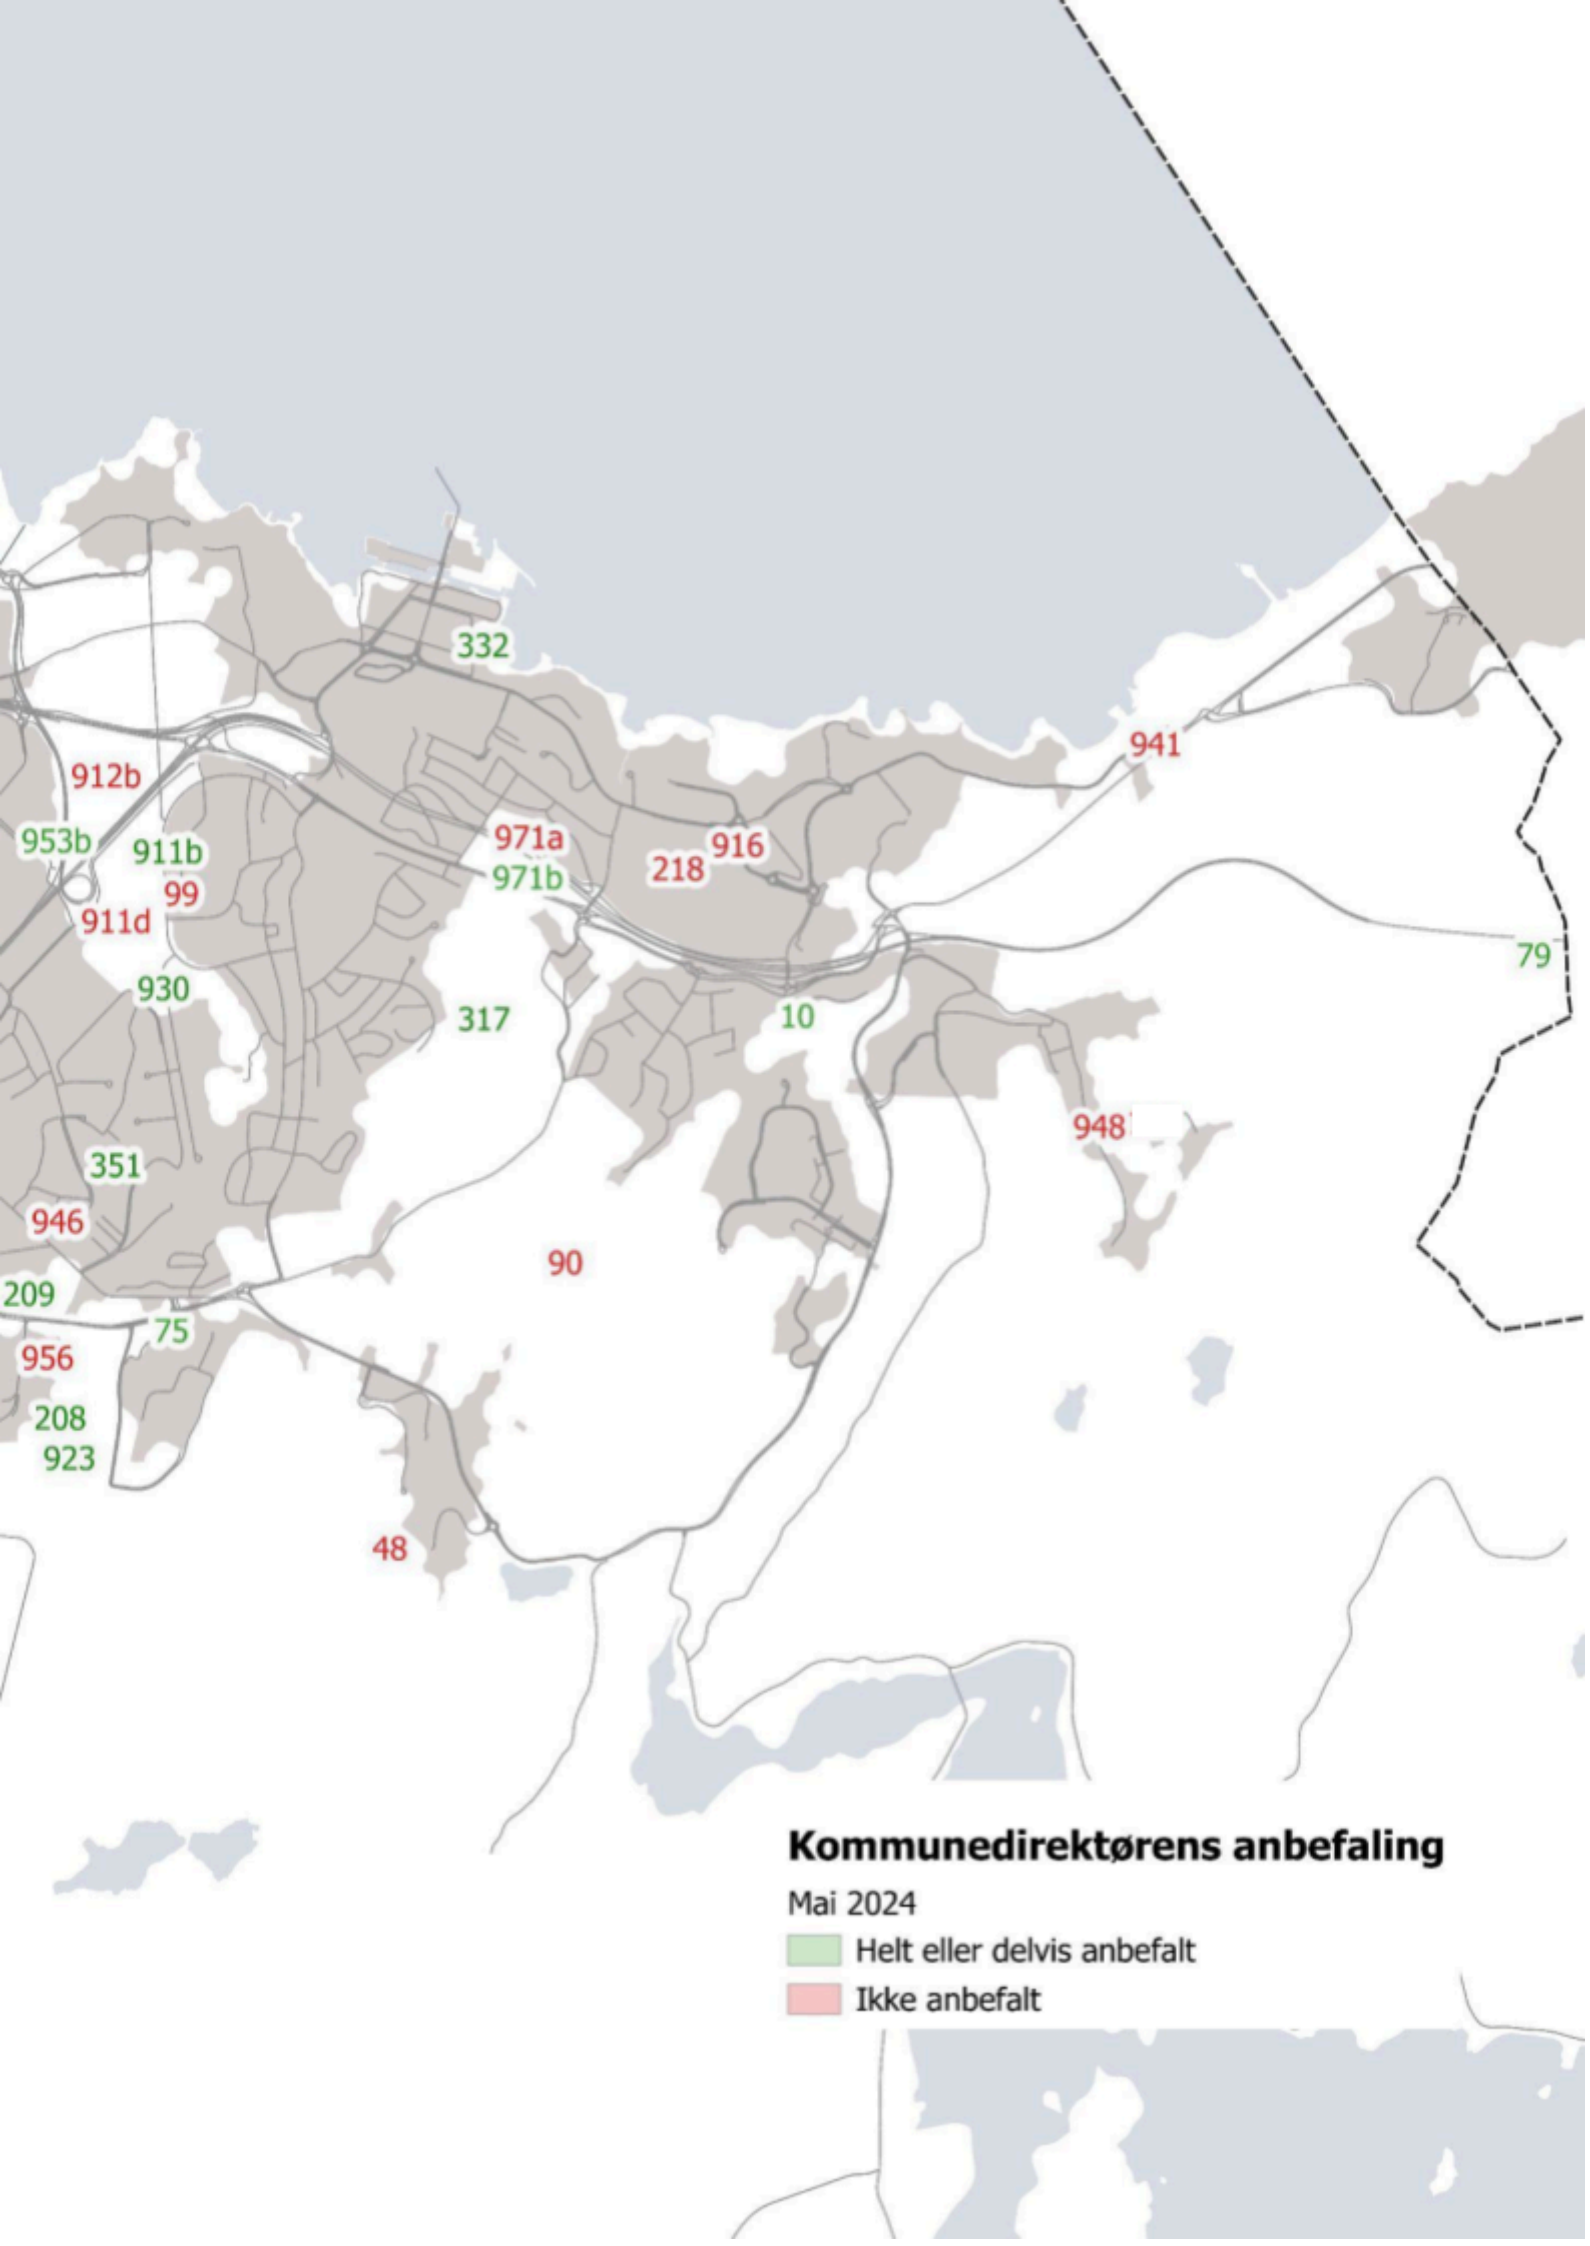 332
941
912b
953b
911b
971a
916
218
971b
99
911d
79
930
317
10
948
351
946
90
209
75
956
208
923
48
Kommunedirektørens anbefaling
Mai 2024
Helt eller delvis anbefalt
Ikke anbefalt